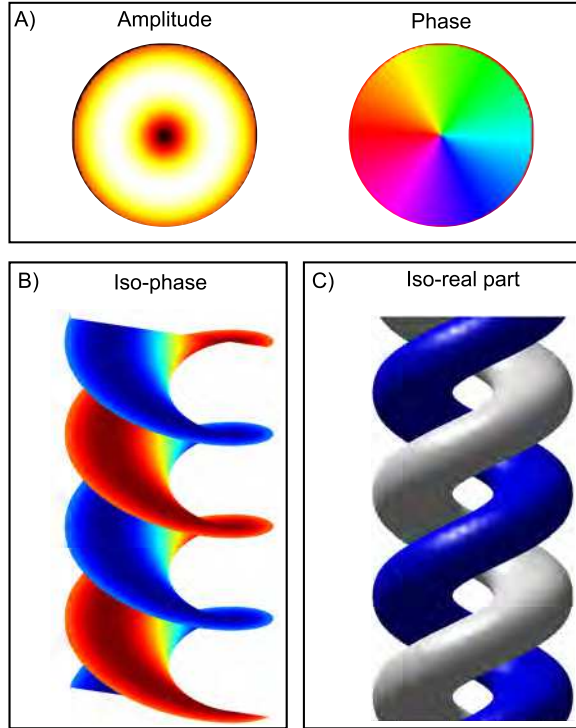 A)
Amplitude
Phase
B)
Iso-phase
C)
Iso-real part